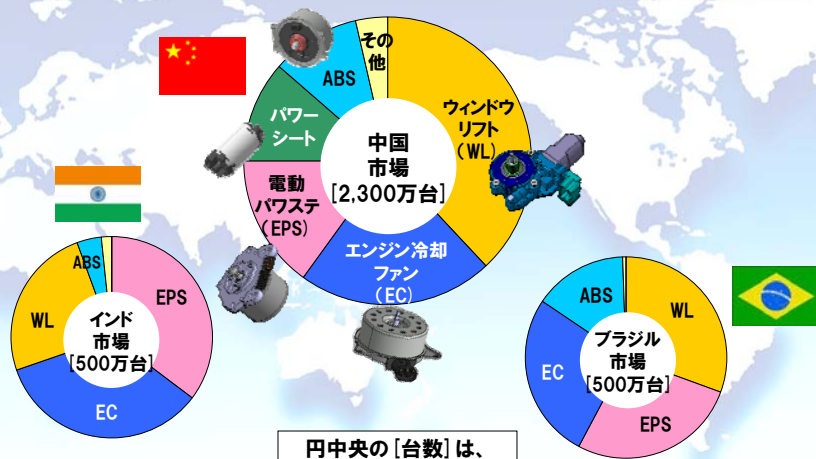 その
他
ABS
パワー
シート
ウィンドウ
リフト
(WL)
中国
市場
[2,300万台]
電動
パワステ
(EPS)
エンジン冷却
ファン
(EC)
ABS
EPS
WL
インド
市場
[500万台]
EC
ABS
WL
ブラジル
市場
[500万台]
EC
EPS
円中央の[台数]は、